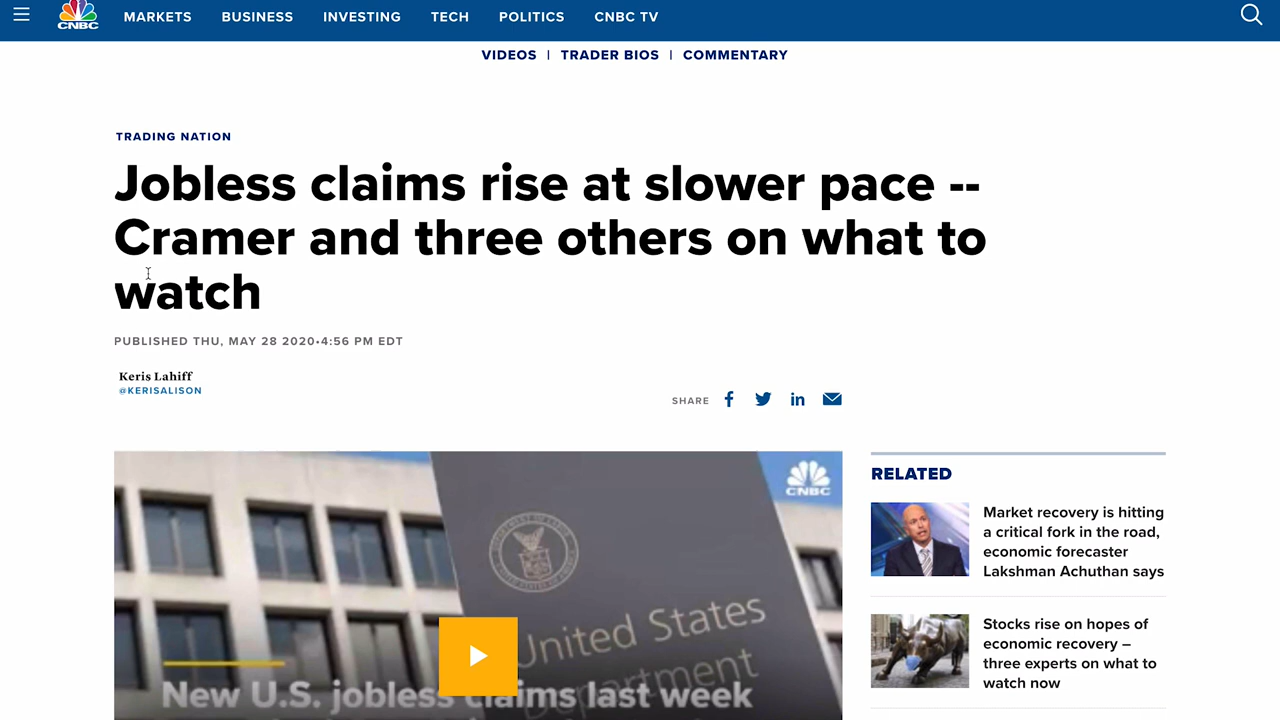 CNBC
MARKETS
BUSINESS
INVESTING
TECH
POLITICS
CNBC TV
VIDEOS | TRADER BIOS | COMMENTARY
TRADING NATION
Jobless claims rise at slower pace --
Cramer and three others on what to
watch
PUBLISHED THU, MAY 28 2020•4:56 PM EDT
Keris Lahiff
@KERISALISON
SHARE
CNBC
United States
Department
New U.S. jobless claims last week
RELATED
Market recovery is hitting
a critical fork in the road,
economic forecaster
Lakshman Achuthan says
Stocks rise on hopes of
economic recovery –
three experts on what to
watch now